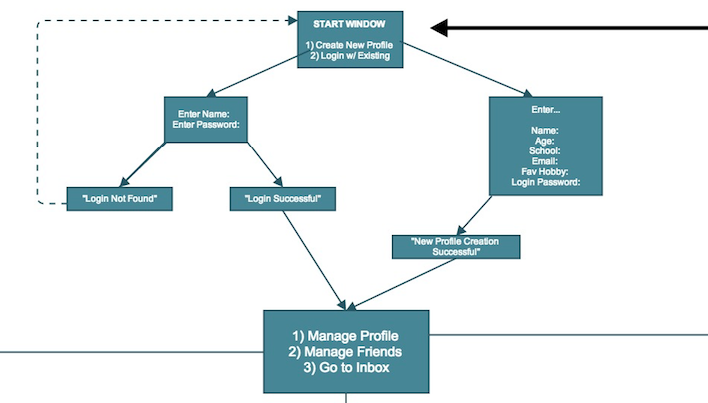 START WINDOW
1) Create New Profile
2) Login w/ Existing
Enter Name:
Enter Password:
Enter...
Name:
Age:
School:
Email:
Fav Hobby:
Login Password:
"Login Not Found"
"Login Successful"
"New Profile Creation
Successful"
1) Manage Profile
2) Manage Friends
3) Go to Inbox